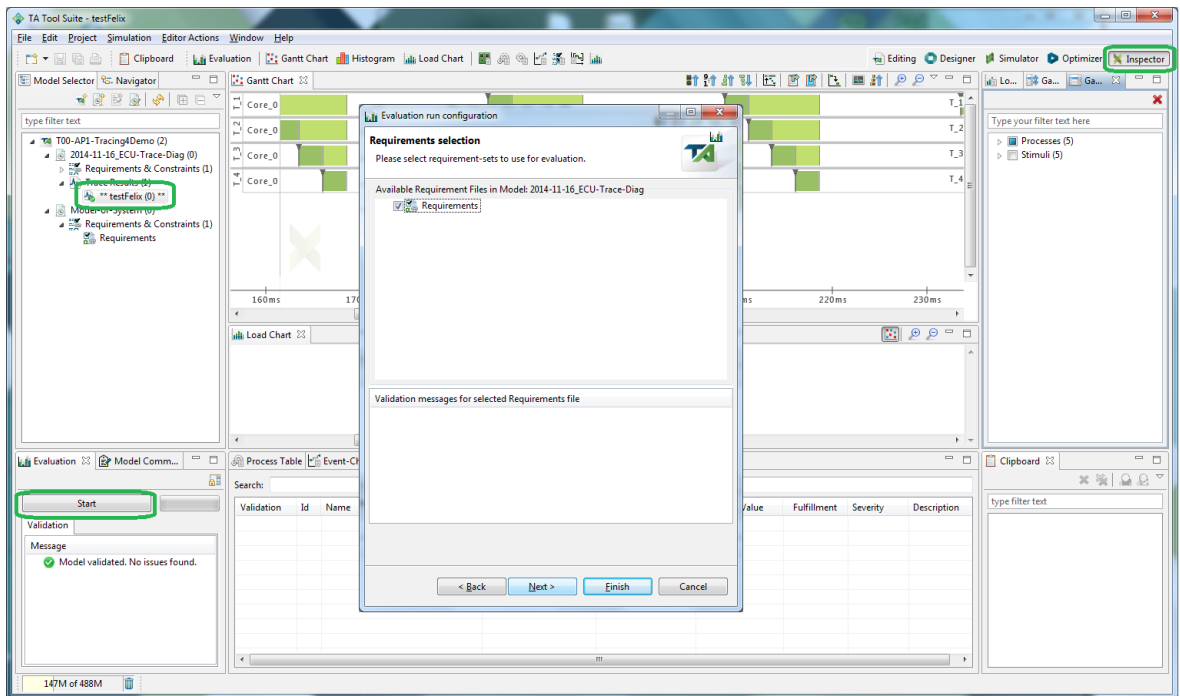 TA Tool Suite - testFelix
File Edit Project Simulation Editor Actions Window Help
Clipboard Evaluation Gantt Chart Histogram Load Chart Editing Designer Simulator Optimizer Inspector
Model Selector Navigator
type filter text
T00-AP1-Tracing4Demo (2)
2014-11-16_ECU-Trace-Diag (0)
Requirements & Constraints (1)
Trace Results (1)
** testFelix (0) **
Model-of-System (0)
Requirements & Constraints (1)
Requirements
Gantt Chart
T_1 Core_0 T_1
T_2 Core_0 T_2
T_3 Core_0 T_3
T_4 Core_0 T_4
160ms 170 ms 220ms 230ms
Load Chart
Evaluation run configuration
Requirements selection
Please select requirement-sets to use for evaluation.
TA
Available Requirement Files in Model: 2014-11-16_ECU-Trace-Diag
Requirements
Validation messages for selected Requirements file
< Back Next > Finish Cancel
Lo... Ga... Ga...
Type your filter text here
Processes (5)
Stimuli (5)
Evaluation Model Comm...
Start
Validation
Message
Model validated. No issues found.
Process Table Event-Ch
Search:
Validation Id Name Value Fulfillment Severity Description
Clipboard
type filter text
147M of 488M